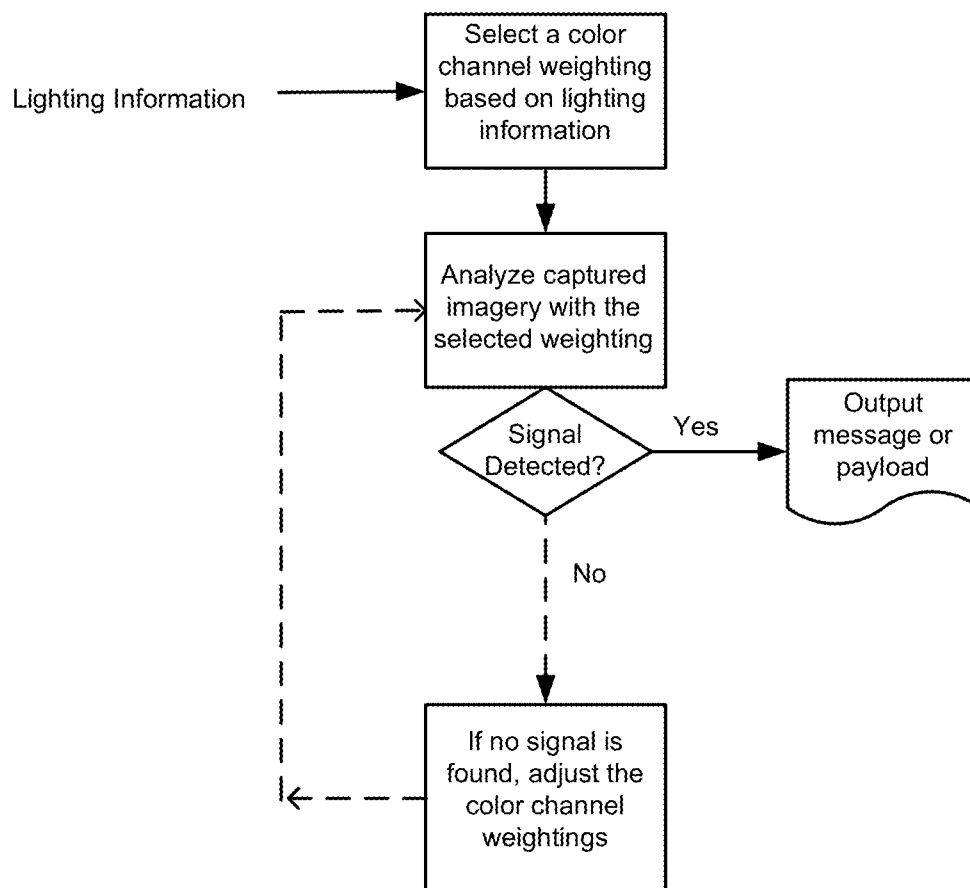 Select a color
channel weighting
based on lighting
information
Lighting Information
Analyze captured
imagery with the
selected weighting
Signal
Detected?
Yes
Output
message or
payload
No
If no signal is
found, adjust the
color channel
weightings